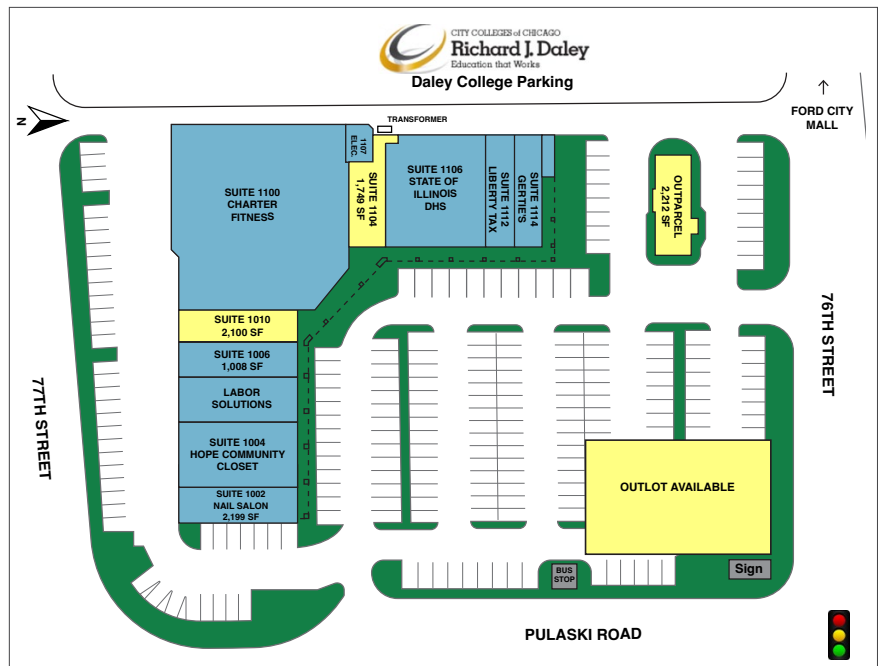 CITY COLLEGES of CHICAGO
Richard J. Daley
Education that Works
Daley College Parking
FORD CITY
MALL
N
TRANSFORMER
1107
ELEC.
SUITE 1100
CHARTER
FITNESS
SUITE 1104
1,749 SF
SUITE 1106
STATE OF
ILLINOIS
DHS
SUITE 1112
LIBERTY TAX
SUITE 1114
GERTIE'S
OUTPARCEL
2,212 SF
SUITE 1010
2,100 SF
SUITE 1006
1,008 SF
LABOR
SOLUTIONS
SUITE 1004
HOPE COMMUNITY
CLOSET
SUITE 1002
NAIL SALON
2,199 SF
77TH STREET
76TH STREET
OUTLOT AVAILABLE
BUS
STOP
Sign
PULASKI ROAD